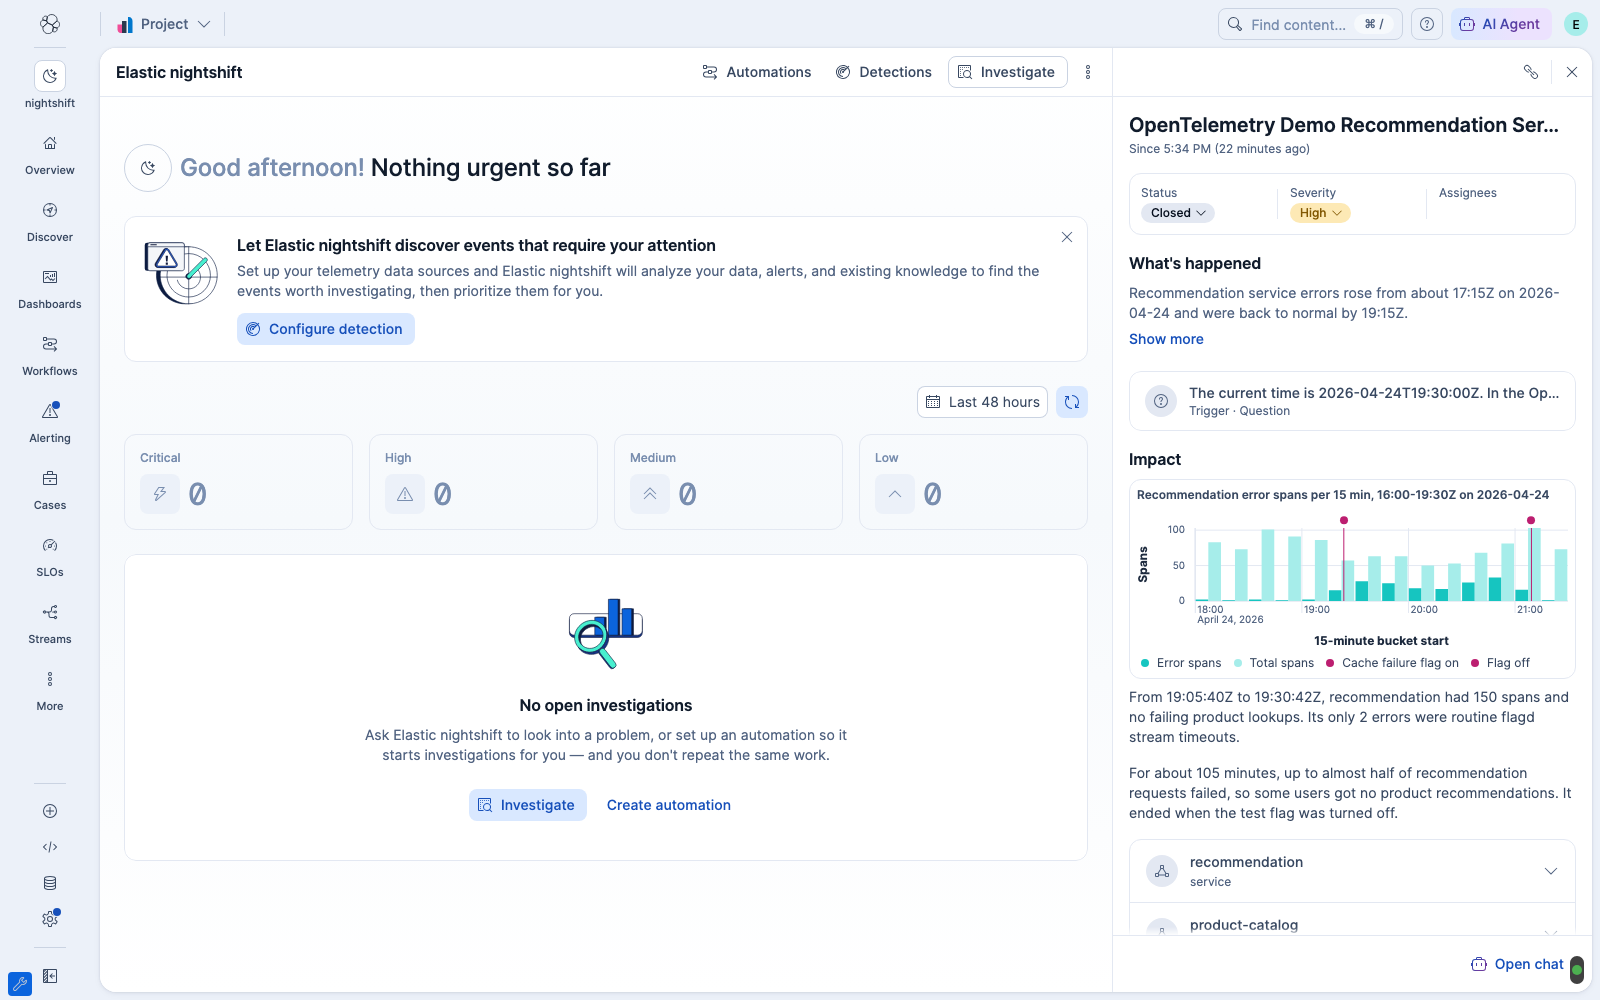 Project
Find content...
⌘ /
AI Agent
E
nightshift
Overview
Discover
Dashboards
Workflows
Alerting
Cases
SLOs
Streams
More
Elastic nightshift
Automations
Detections
Investigate
Good afternoon! Nothing urgent so far
Let Elastic nightshift discover events that require your attention
Set up your telemetry data sources and Elastic nightshift will analyze your data, alerts, and existing knowledge to find the
events worth investigating, then prioritize them for you.
Configure detection
Last 48 hours
Critical
0
High
0
Medium
0
Low
0
No open investigations
Ask Elastic nightshift to look into a problem, or set up an automation so it
starts investigations for you — and you don't repeat the same work.
Investigate
Create automation
OpenTelemetry Demo Recommendation Ser...
Since 5:34 PM (22 minutes ago)
Status
Closed
Severity
High
Assignees
What's happened
Recommendation service errors rose from about 17:15Z on 2026-
04-24 and were back to normal by 19:15Z.
Show more
The current time is 2026-04-24T19:30:00Z. In the Op...
Trigger · Question
Impact
Recommendation error spans per 15 min, 16:00-19:30Z on 2026-04-24
Spans
100
50
0
18:00
19:00
20:00
21:00
April 24, 2026
15-minute bucket start
Error spans
Total spans
Cache failure flag on
Flag off
From 19:05:40Z to 19:30:42Z, recommendation had 150 spans and
no failing product lookups. Its only 2 errors were routine flagd
stream timeouts.
For about 105 minutes, up to almost half of recommendation
requests failed, so some users got no product recommendations. It
ended when the test flag was turned off.
recommendation
service
product-catalog
Open chat